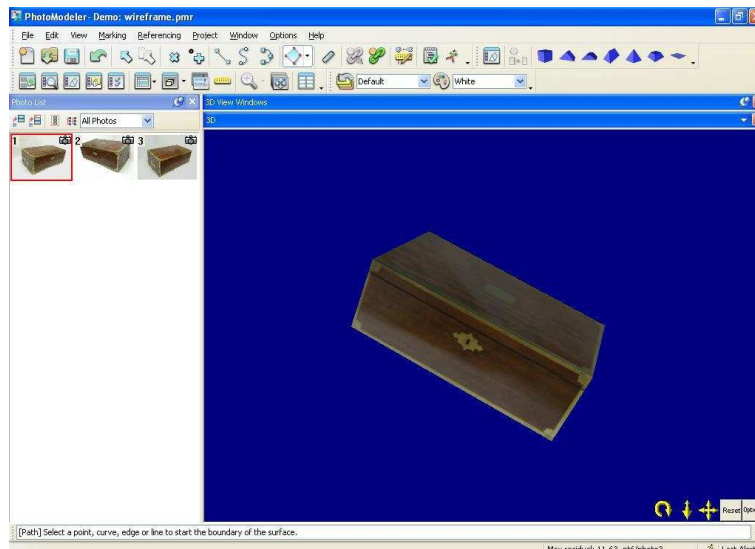 PhotoModeler- Demo: wireframe.pmr
File Edit View Marking Referencing Project Window Options Help
Default White
Photo List
3D View Windows
All Photos
3D
1 2 3
Reset
[Path] Select a point, curve, edge or line to start the boundary of the surface.